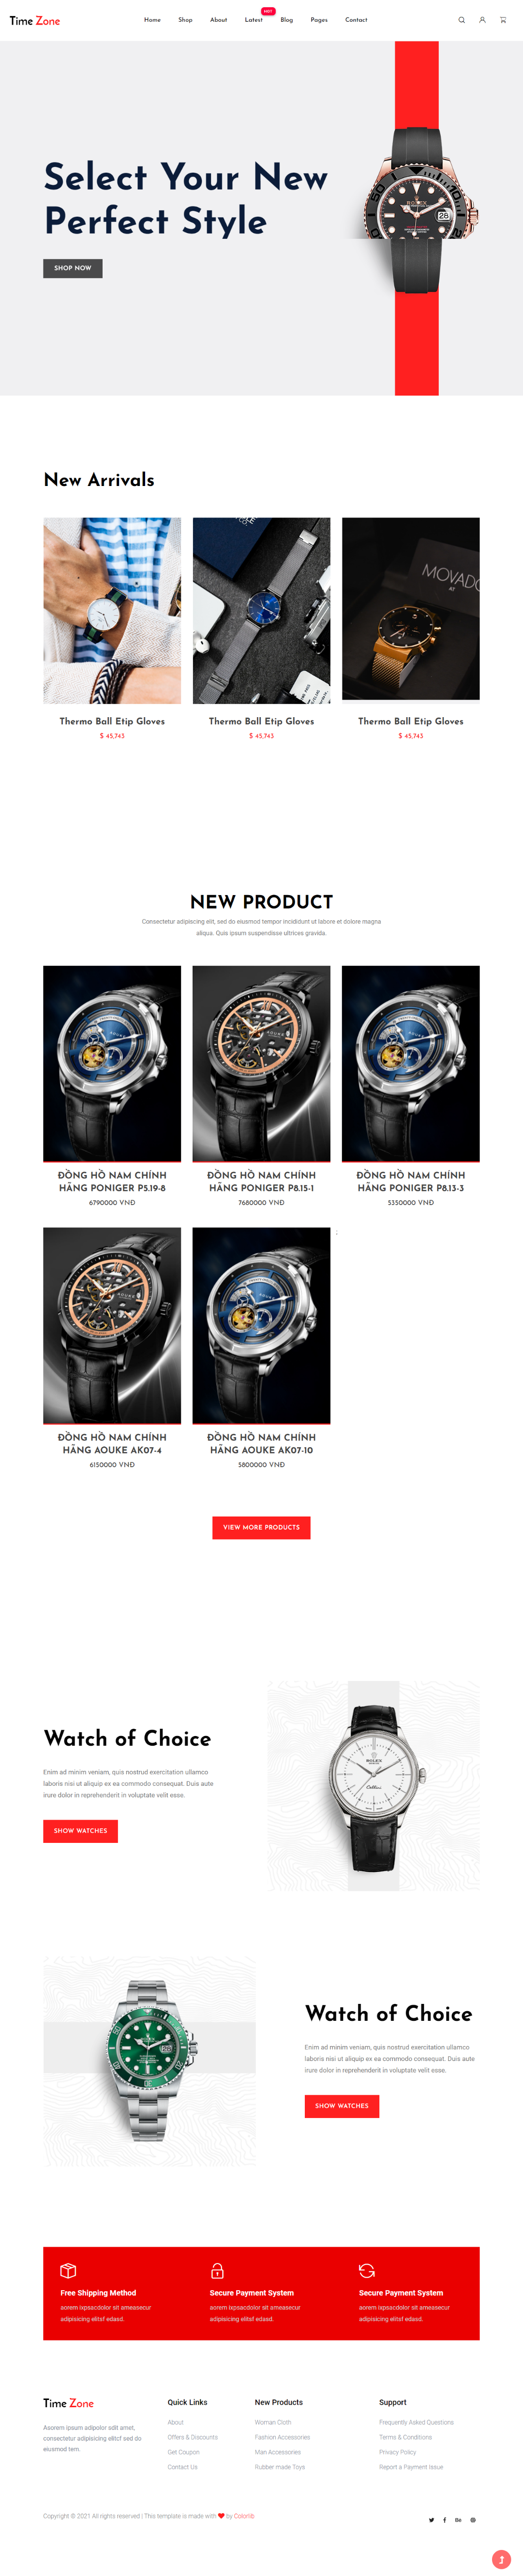 Time Zone
Home Shop About Latest HOT Blog Pages Contact
Select Your New
Perfect Style
SHOP NOW
ROLEX
28
New Arrivals
MOVADO
Thermo Ball Etip Gloves
$ 45,743
Thermo Ball Etip Gloves
$ 45,743
Thermo Ball Etip Gloves
$ 45,743
NEW PRODUCT
Consectetur adipiscing elit, sed do eiusmod tempor incididunt ut labore et dolore magna
aliqua. Quis ipsum suspendisse ultrices gravida.
ĐỒNG HỒ NAM CHÍNH
HÃNG PONIGER P5.19-8
6790000 VNĐ
ĐỒNG HỒ NAM CHÍNH
HÃNG PONIGER P8.15-1
7680000 VNĐ
ĐỒNG HỒ NAM CHÍNH
HÃNG PONIGER P8.13-3
5350000 VNĐ
;
ĐỒNG HỒ NAM CHÍNH
HÃNG AOUKE AK07-4
6150000 VNĐ
ĐỒNG HỒ NAM CHÍNH
HÃNG AOUKE AK07-10
5800000 VNĐ
VIEW MORE PRODUCTS
Watch of Choice
Enim ad minim veniam, quis nostrud exercitation ullamco
laboris nisi ut aliquip ex ea commodo consequat. Duis aute
irure dolor in reprehenderit in voluptate velit esse.
SHOW WATCHES
ROLEX
Cellini
Watch of Choice
Enim ad minim veniam, quis nostrud exercitation ullamco
laboris nisi ut aliquip ex ea commodo consequat. Duis aute
irure dolor in reprehenderit in voluptate velit esse.
SHOW WATCHES
Free Shipping Method
aorem ixpsacdolor sit ameasecur
adipisicing elitsf edasd.
Secure Payment System
aorem ixpsacdolor sit ameasecur
adipisicing elitsf edasd.
Secure Payment System
aorem ixpsacdolor sit ameasecur
adipisicing elitsf edasd.
Time Zone
Asorem ipsum adipolor sdit amet,
consectetur adipisicing elitcf sed do
eiusmod tem.
Quick Links
About
Offers & Discounts
Get Coupon
Contact Us
New Products
Woman Cloth
Fashion Accessories
Man Accessories
Rubber made Toys
Support
Frequently Asked Questions
Terms & Conditions
Privacy Policy
Report a Payment Issue
Copyright © 2021 All rights reserved | This template is made with ♥ by Colorlib